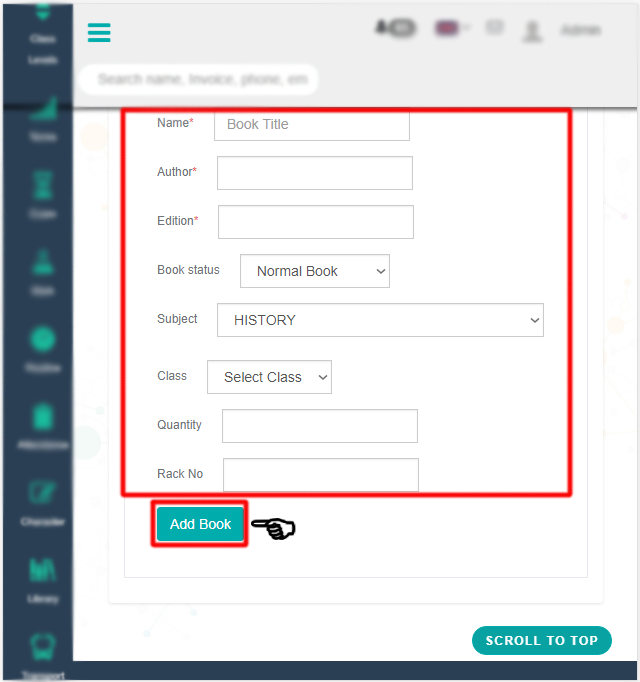 Class
Levels
Admin
Search name, Invoice, phone, em
Name*
Book Title
Author*
Edition*
Book status
Normal Book
Subject
HISTORY
Class
Select Class
Quantity
Rack No
Add Book
Attendance
Character
Library
Transport
SCROLL TO TOP